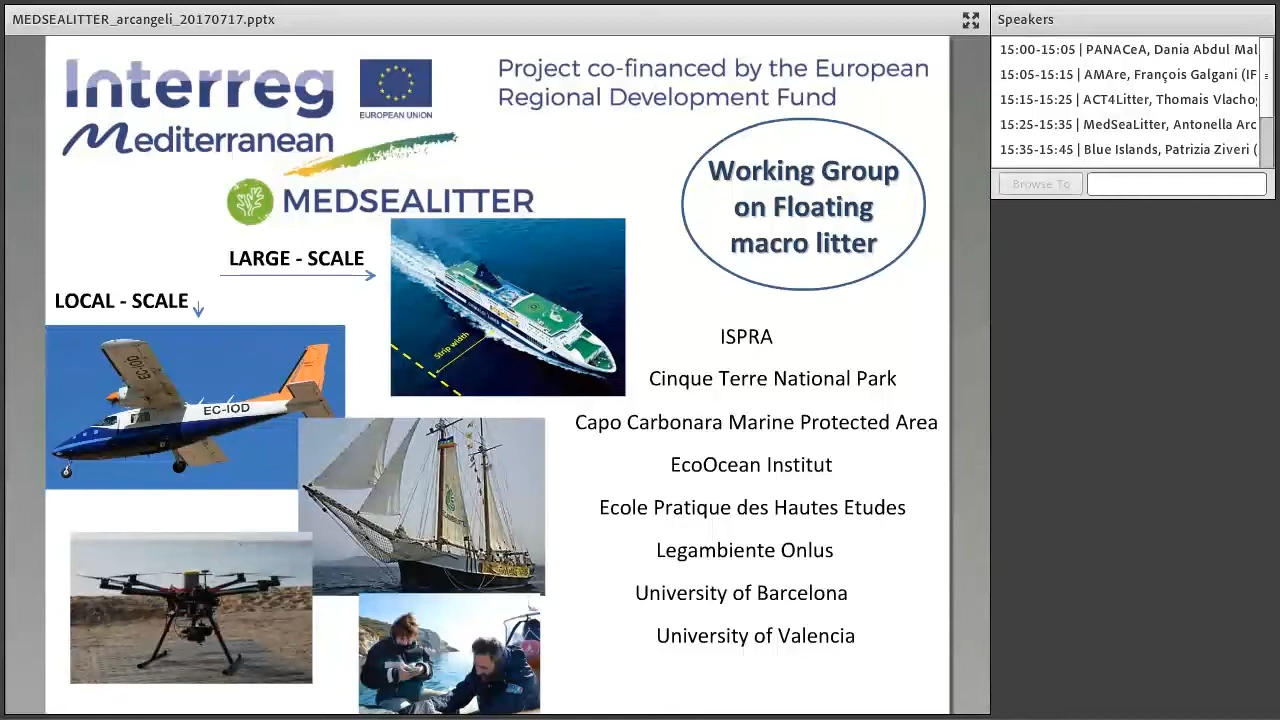 MEDSEALITTER_arcangeli_20170717.pptx
Interreg
Mediterranean
EUROPEAN UNION
MEDSEALITTER
Project co-financed by the European
Regional Development Fund
Working Group
on Floating
macro litter
LARGE - SCALE
LOCAL - SCALE
Strip width
EC-IOD
EC-IOD
ISPRA
Cinque Terre National Park
Capo Carbonara Marine Protected Area
EcoOcean Institut
Ecole Pratique des Hautes Etudes
Legambiente Onlus
University of Barcelona
University of Valencia
Speakers
15:00-15:05 | PANACeA, Dania Abdul Mal
15:05-15:15 | AMAre, François Galgani (IF
15:15-15:25 | ACT4Litter, Thomais Vlacho
15:25-15:35 | MedSeaLitter, Antonella Arc
15:35-15:45 | Blue Islands, Patrizia Ziveri (
Browse To